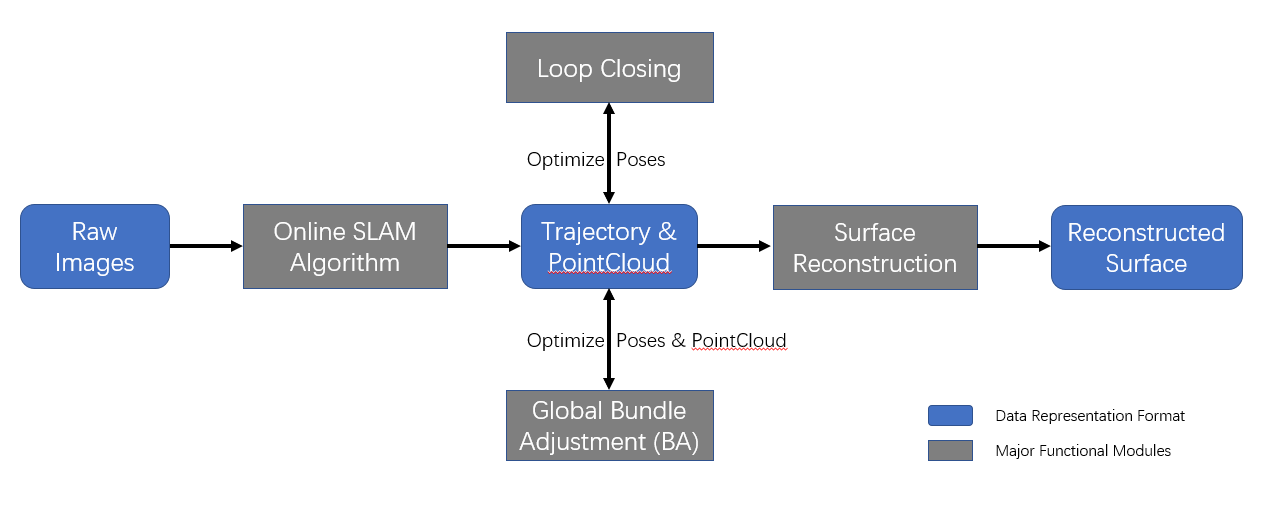 Loop Closing
Optimize Poses
Raw
Images
Online SLAM
Algorithm
Trajectory &
PointCloud
Surface
Reconstruction
Reconstructed
Surface
Optimize Poses & PointCloud
Global Bundle
Adjustment (BA)
Data Representation Format
Major Functional Modules